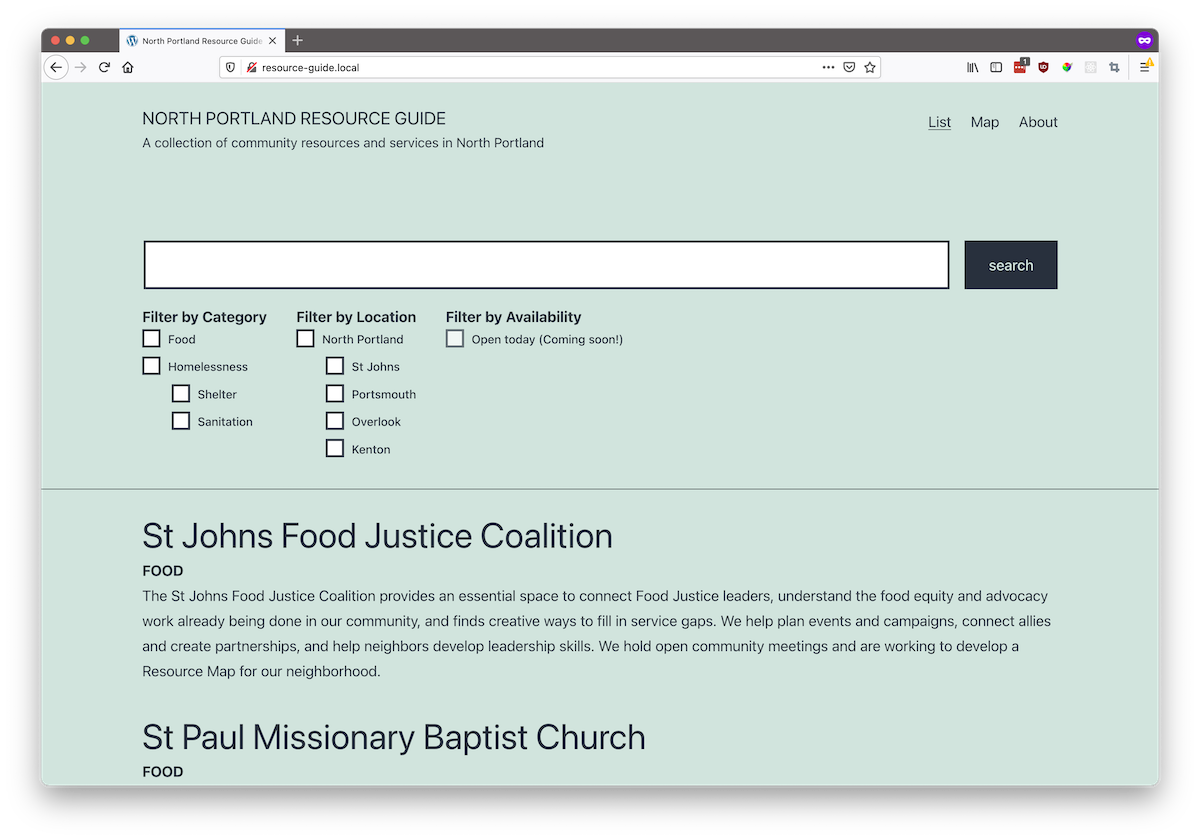 North Portland Resource Guide
resource-guide.local
1
NORTH PORTLAND RESOURCE GUIDE
A collection of community resources and services in North Portland
List Map About
search
Filter by Category
Food
Homelessness
Shelter
Sanitation
Filter by Location
North Portland
St Johns
Portsmouth
Overlook
Kenton
Filter by Availability
Open today (Coming soon!)
St Johns Food Justice Coalition
FOOD
The St Johns Food Justice Coalition provides an essential space to connect Food Justice leaders, understand the food equity and advocacy
work already being done in our community, and finds creative ways to fill in service gaps. We help plan events and campaigns, connect allies
and create partnerships, and help neighbors develop leadership skills. We hold open community meetings and are working to develop a
Resource Map for our neighborhood.
St Paul Missionary Baptist Church
FOOD